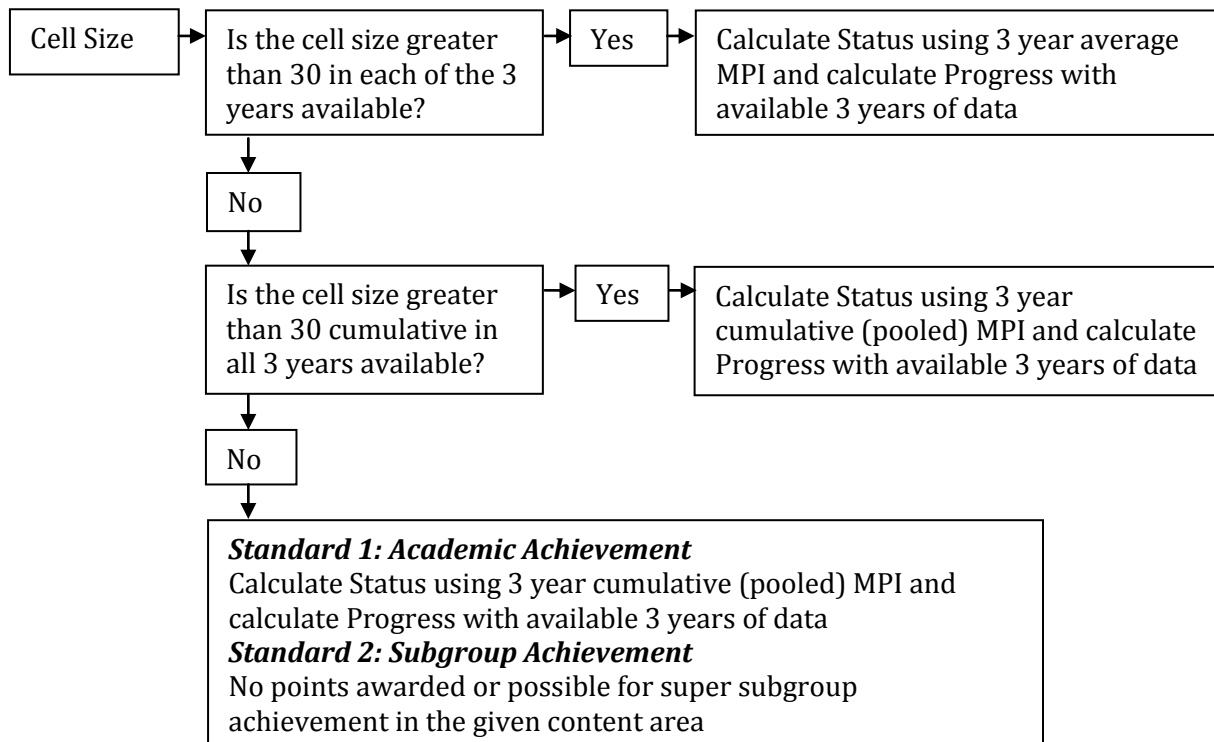 Cell Size
Is the cell size greater
than 30 in each of the 3
years available?
Yes
Calculate Status using 3 year average
MPI and calculate Progress with
available 3 years of data
No
Is the cell size greater
than 30 cumulative in
all 3 years available?
Yes
Calculate Status using 3 year
cumulative (pooled) MPI and calculate
Progress with available 3 years of data
No
Standard 1: Academic Achievement
Calculate Status using 3 year cumulative (pooled) MPI and
calculate Progress with available 3 years of data
Standard 2: Subgroup Achievement
No points awarded or possible for super subgroup
achievement in the given content area